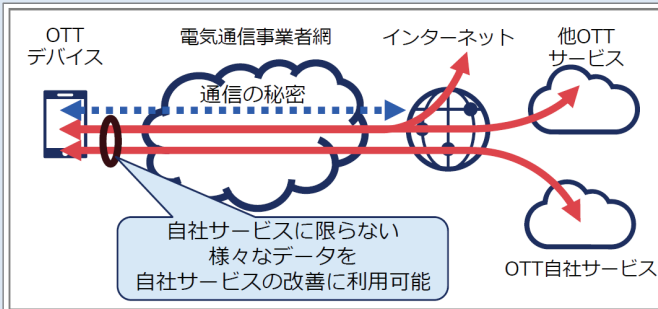 OTT
デバイス
電気通信事業者網
インターネット
他OTT
サービス
通信の秘密
自社サービスに限らない
様々なデータを
自社サービスの改善に利用可能
OTT自社サービス